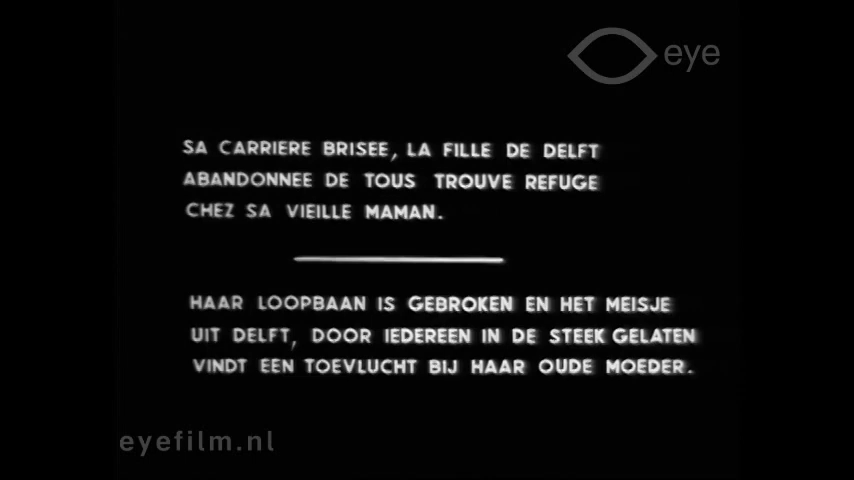 eye
SA CARRIERE BRISEE, LA FILLE DE DELFT
ABANDONNEE DE TOUS TROUVE REFUGE
CHEZ SA VIEILLE MAMAN.
HAAR LOOPBAAN IS GEBROKEN EN HET MEISJE
UIT DELFT, DOOR IEDEREEN IN DE STEEK GELATEN
VINDT EEN TOEVLUCHT BIJ HAAR OUDE MOEDER.
eyefilm.nl